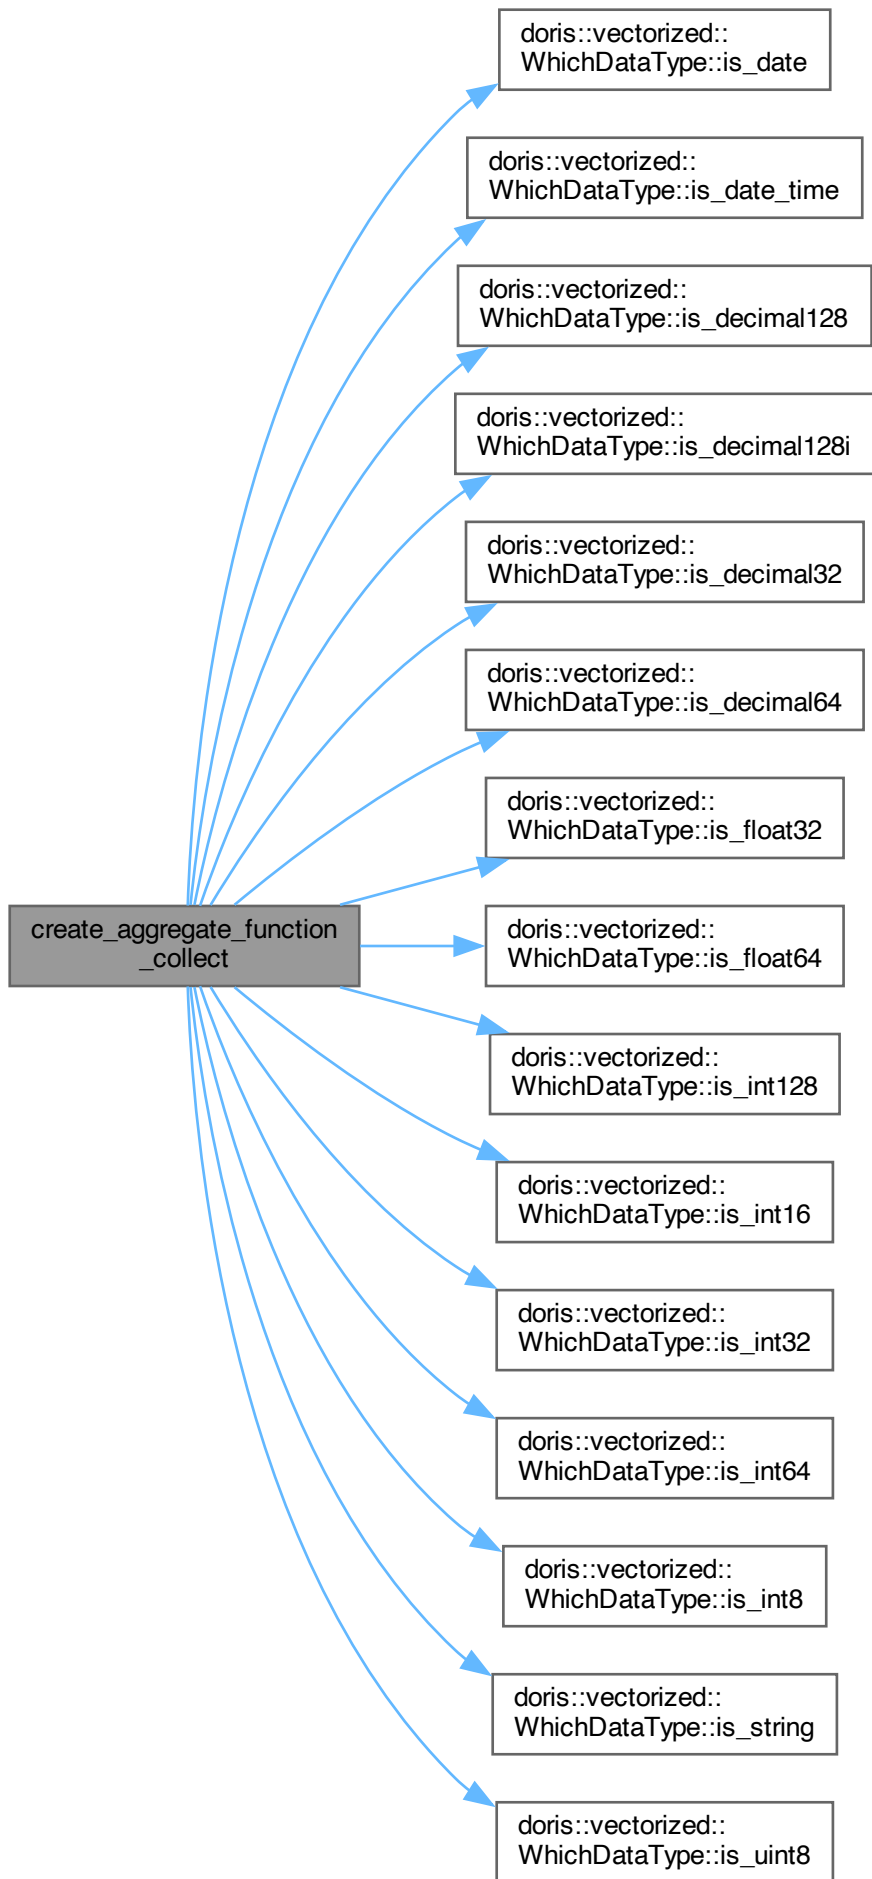 doris::vectorized::
WhichDataType::is_date
doris::vectorized::
WhichDataType::is_date_time
doris::vectorized::
WhichDataType::is_decimal128
doris::vectorized::
WhichDataType::is_decimal128i
doris::vectorized::
WhichDataType::is_decimal32
doris::vectorized::
WhichDataType::is_decimal64
doris::vectorized::
WhichDataType::is_float32
create_aggregate_function
_collect
doris::vectorized::
WhichDataType::is_float64
doris::vectorized::
WhichDataType::is_int128
doris::vectorized::
WhichDataType::is_int16
doris::vectorized::
WhichDataType::is_int32
doris::vectorized::
WhichDataType::is_int64
doris::vectorized::
WhichDataType::is_int8
doris::vectorized::
WhichDataType::is_string
doris::vectorized::
WhichDataType::is_uint8